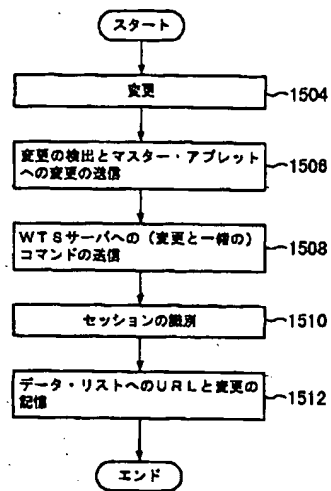 スタート
変更
1504
変更の検出とマスター・アプレット
への変更の送信
1506
WTSサーバへの(変更と一緒の)
コマンドの送信
1508
セッションの識別
1510
データ・リストへのURLと変更の
記憶
1512
エンド